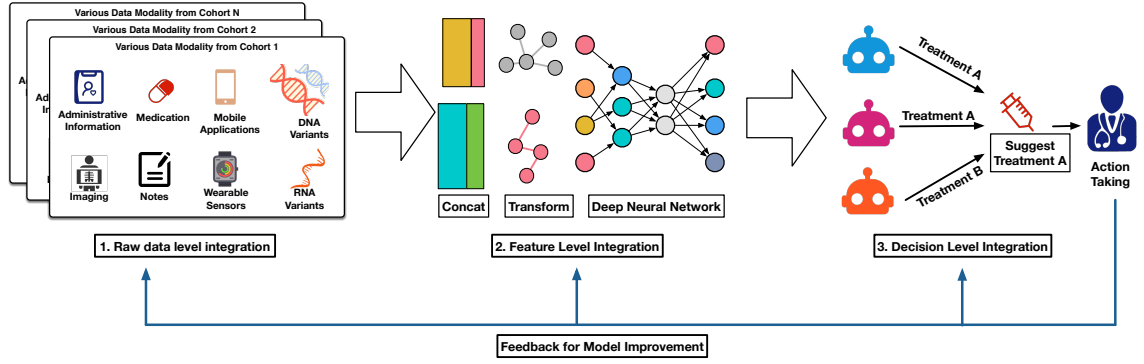 Various Data Modality from Cohort N
Various Data Modality from Cohort 2
Various Data Modality from Cohort 1
Administrative
Information
Medication
Mobile
Applications
DNA
Variants
Imaging
Notes
Wearable
Sensors
RNA
Variants
1. Raw data level integration
Concat
Transform
Deep Neural Network
2. Feature Level Integration
Treatment A
Treatment A
Treatment B
Suggest
Treatment A
Action
Taking
3. Decision Level Integration
Feedback for Model Improvement